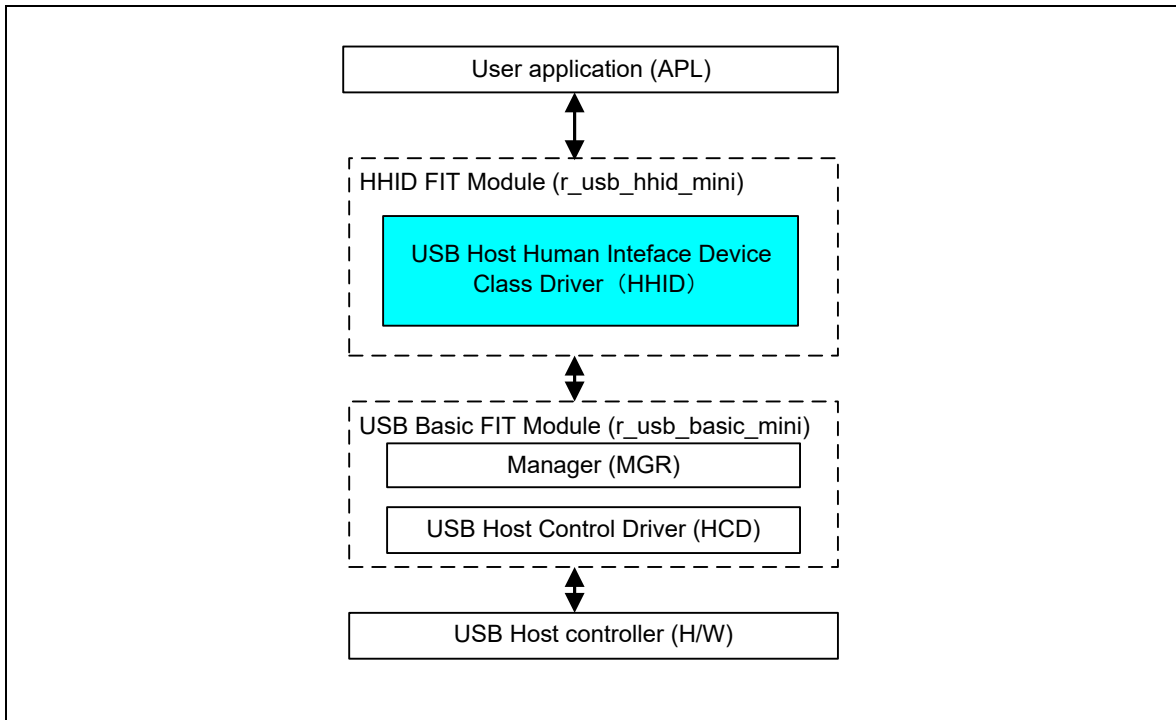 User application (APL)
HHID FIT Module (r_usb_hhid_mini)
USB Host Human Inteface Device
Class Driver（HHID）
USB Basic FIT Module (r_usb_basic_mini)
Manager (MGR)
USB Host Control Driver (HCD)
USB Host controller (H/W)